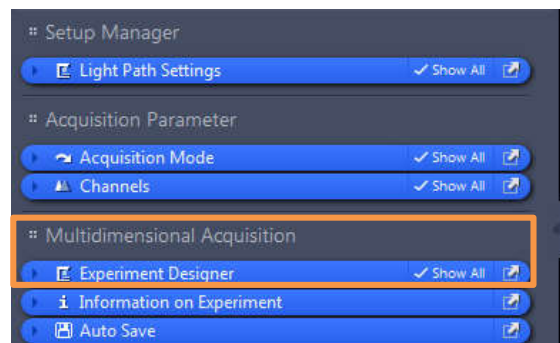 Setup Manager
Light Path Settings ✓ Show All
Acquisition Parameter
Acquisition Mode ✓ Show All
Channels ✓ Show All
Multidimensional Acquisition
Experiment Designer ✓ Show All
Information on Experiment
Auto Save